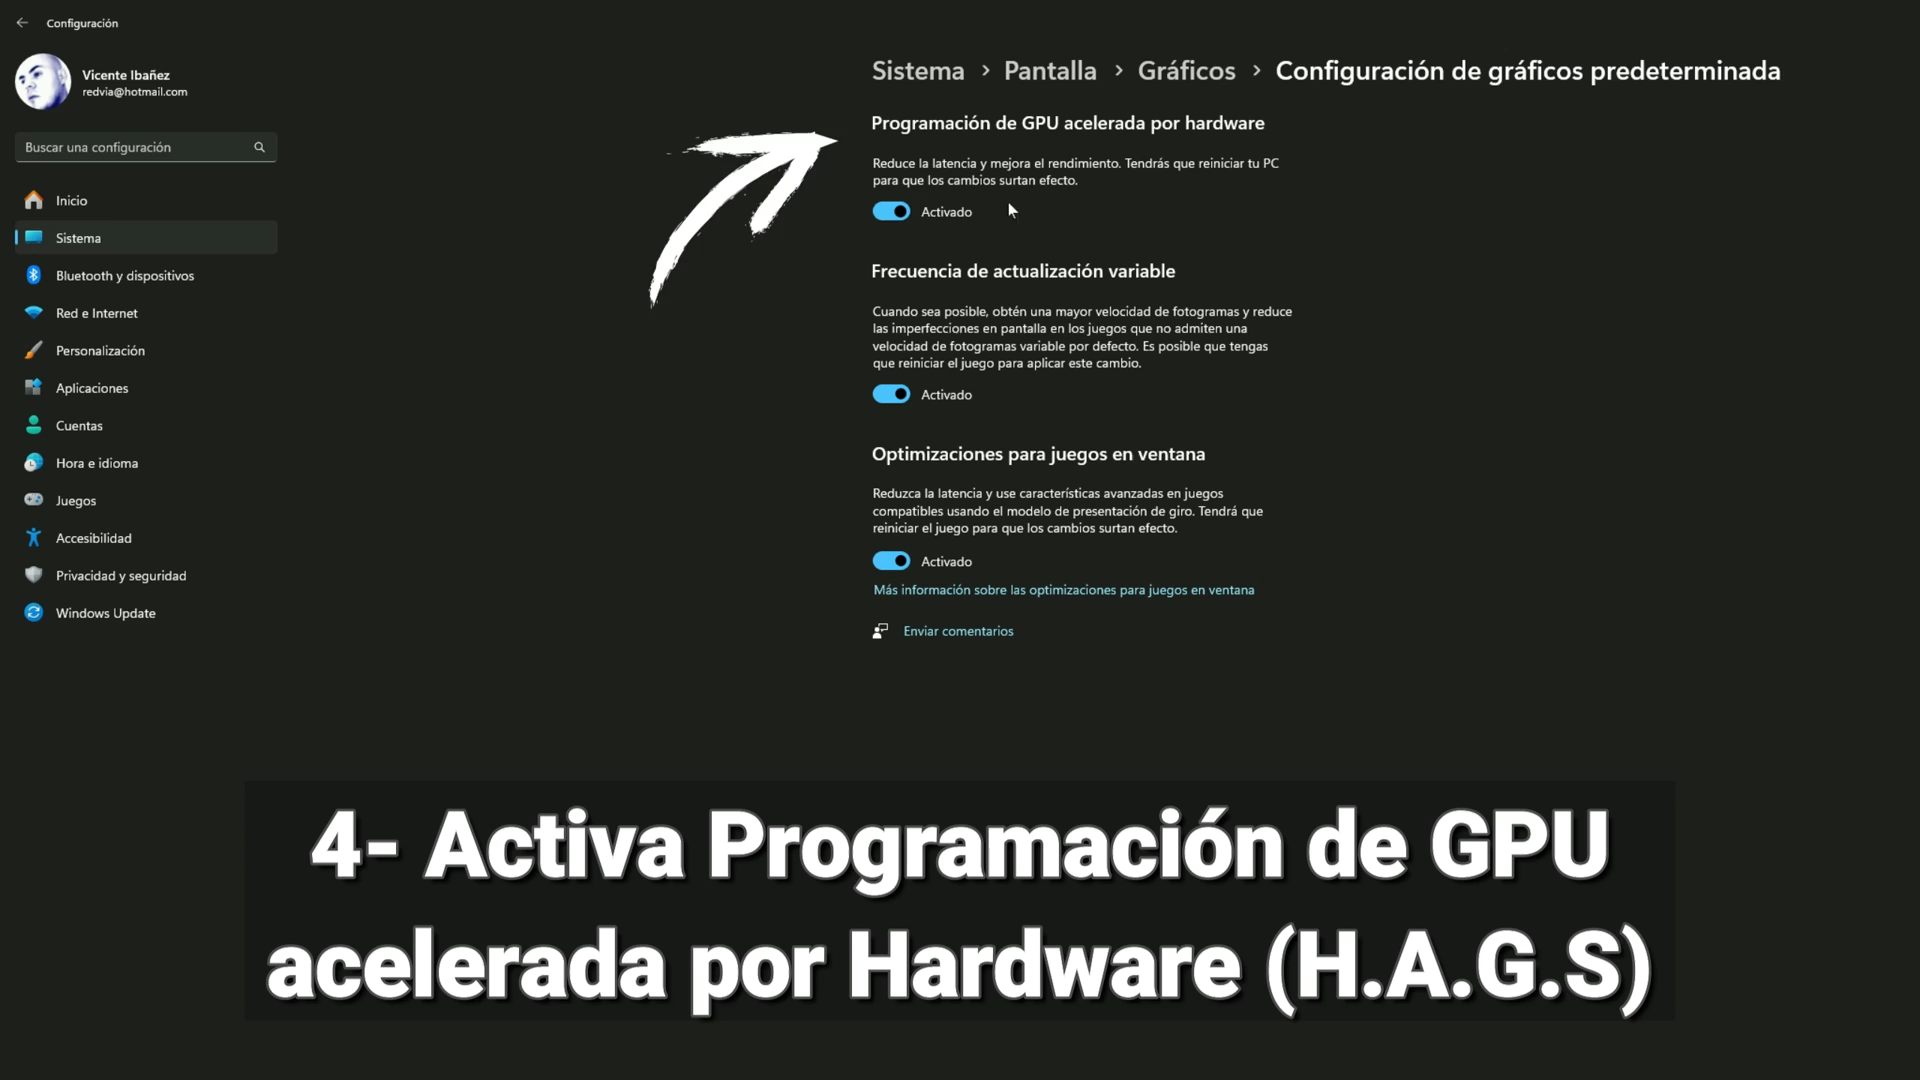 Configuración
Vicente Ibañez
redvia@hotmail.com
Buscar una configuración
Inicio
Sistema
Bluetooth y dispositivos
Red e Internet
Personalización
Aplicaciones
Cuentas
Hora e idioma
Juegos
Accesibilidad
Privacidad y seguridad
Windows Update
Sistema > Pantalla > Gráficos > Configuración de gráficos predeterminada
Programación de GPU acelerada por hardware
Reduce la latencia y mejora el rendimiento. Tendrás que reiniciar tu PC
para que los cambios surtan efecto.
Activado
Frecuencia de actualización variable
Cuando sea posible, obtén una mayor velocidad de fotogramas y reduce
las imperfecciones en pantalla en los juegos que no admiten una
velocidad de fotogramas variable por defecto. Es posible que tengas
que reiniciar el juego para aplicar este cambio.
Activado
Optimizaciones para juegos en ventana
Reduzca la latencia y use características avanzadas en juegos
compatibles usando el modelo de presentación de giro. Tendrá que
reiniciar el juego para que los cambios surtan efecto.
Activado
Más información sobre las optimizaciones para juegos en ventana
Enviar comentarios
4- Activa Programación de GPU
acelerada por Hardware (H.A.G.S)